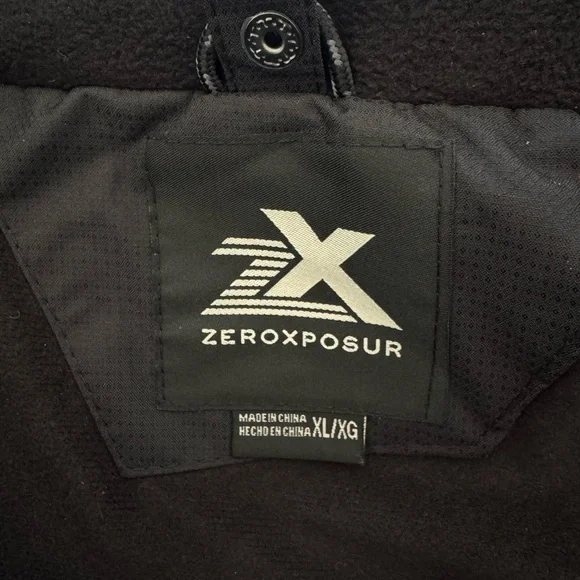 ZX
ZEROXPOSUR
MADE IN CHINA
HECHO EN CHINA XL/XG